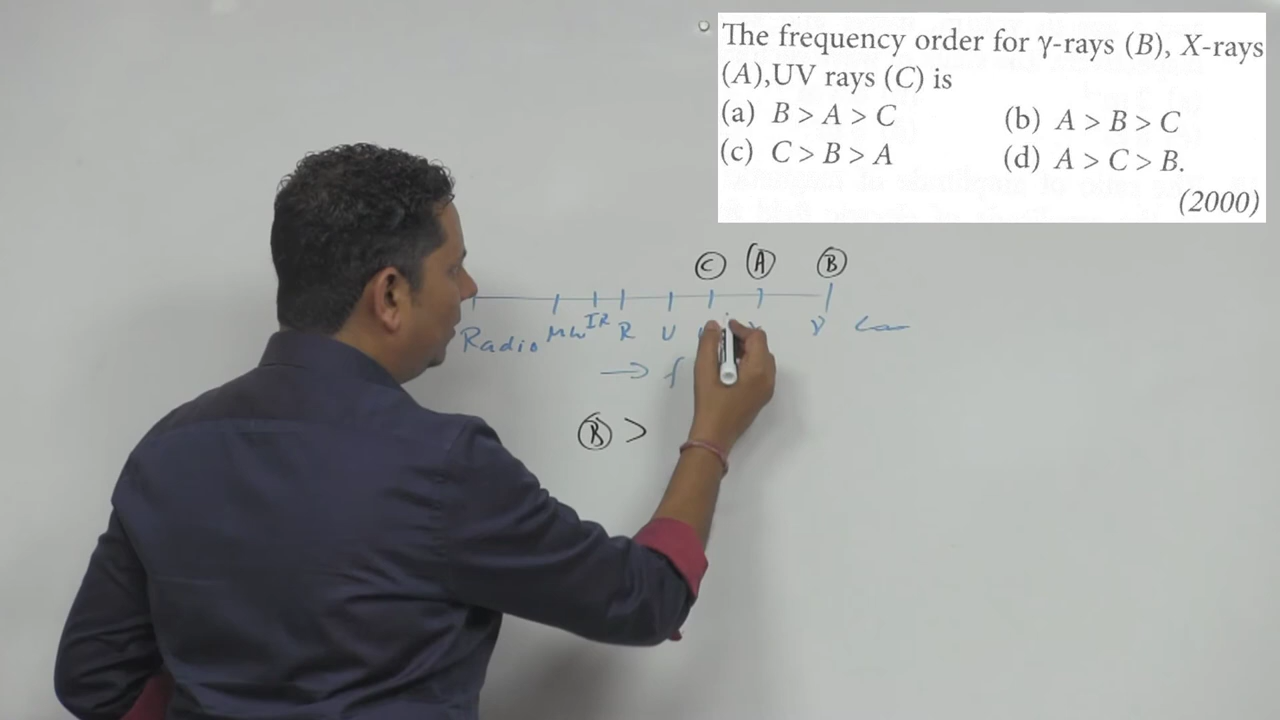 The frequency order for γ-rays (B), X-rays
(A),UV rays (C) is
(a) B > A > C (b) A > B > C
(c) C > B > A (d) A > C > B.
(2000)
C A B
Radio MW IR R U γ
→ f
B >